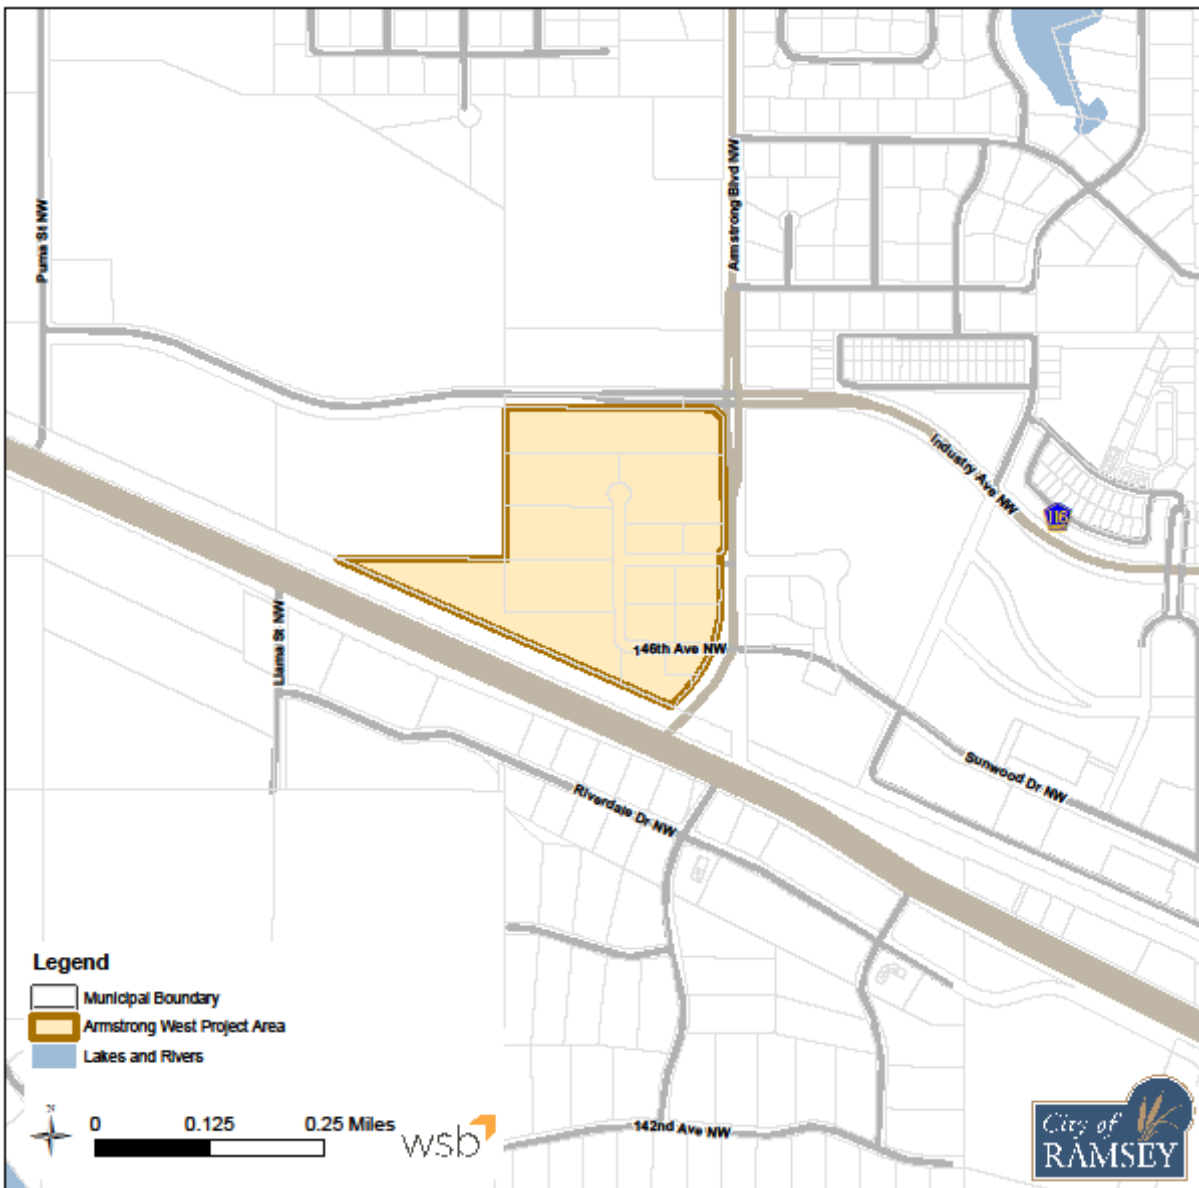 Puma St NW
Armstrong Blvd NW
Industry Ave NW
116
146th Ave NW
Llama St NW
Sunwood Dr NW
Riverdale Dr NW
142nd Ave NW
Legend
Municipal Boundary
Armstrong West Project Area
Lakes and Rivers
N
0 0.125 0.25 Miles
wsb
City of
RAMSEY